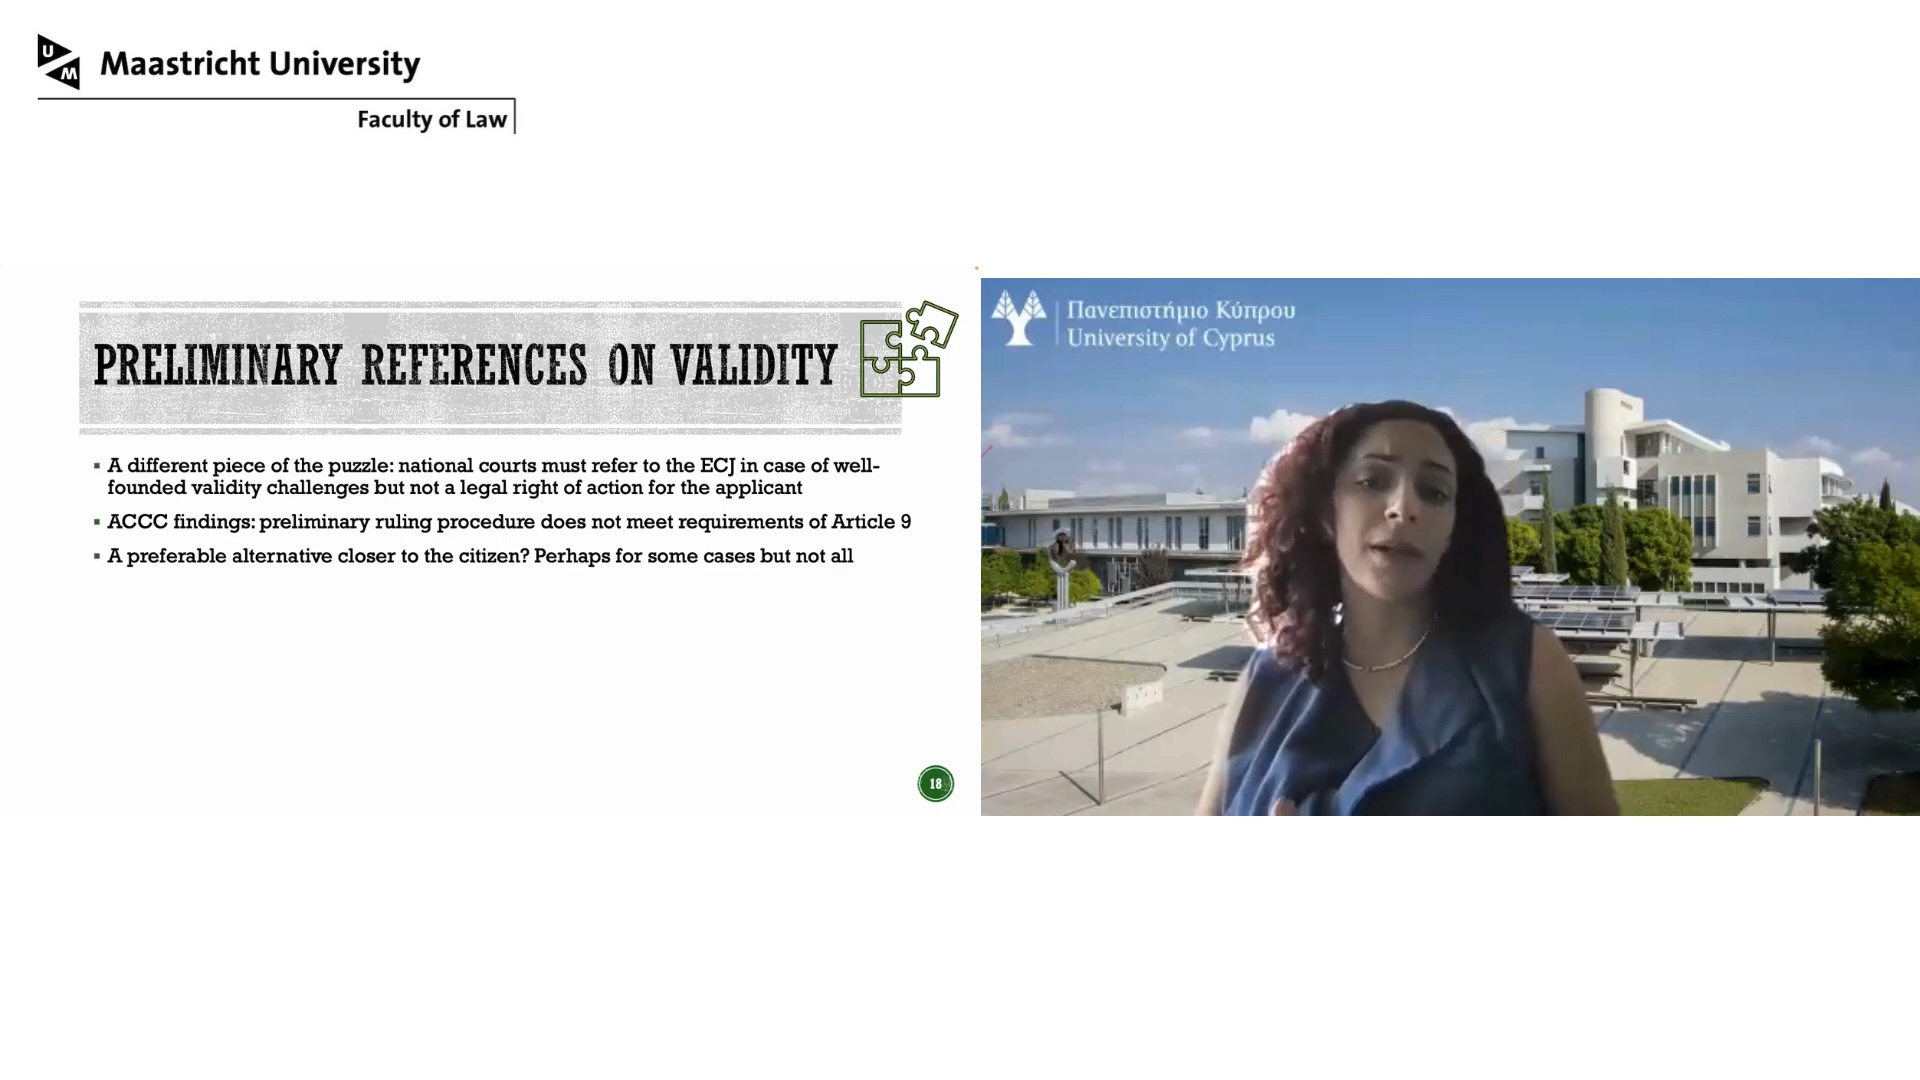 U
M
Maastricht University
Faculty of Law
PRELIMINARY REFERENCES ON VALIDITY
▪ A different piece of the puzzle: national courts must refer to the ECJ in case of well-
founded validity challenges but not a legal right of action for the applicant
▪ ACCC findings: preliminary ruling procedure does not meet requirements of Article 9
▪ A preferable alternative closer to the citizen? Perhaps for some cases but not all
18
Πανεπιστήμιο Κύπρου
University of Cyprus